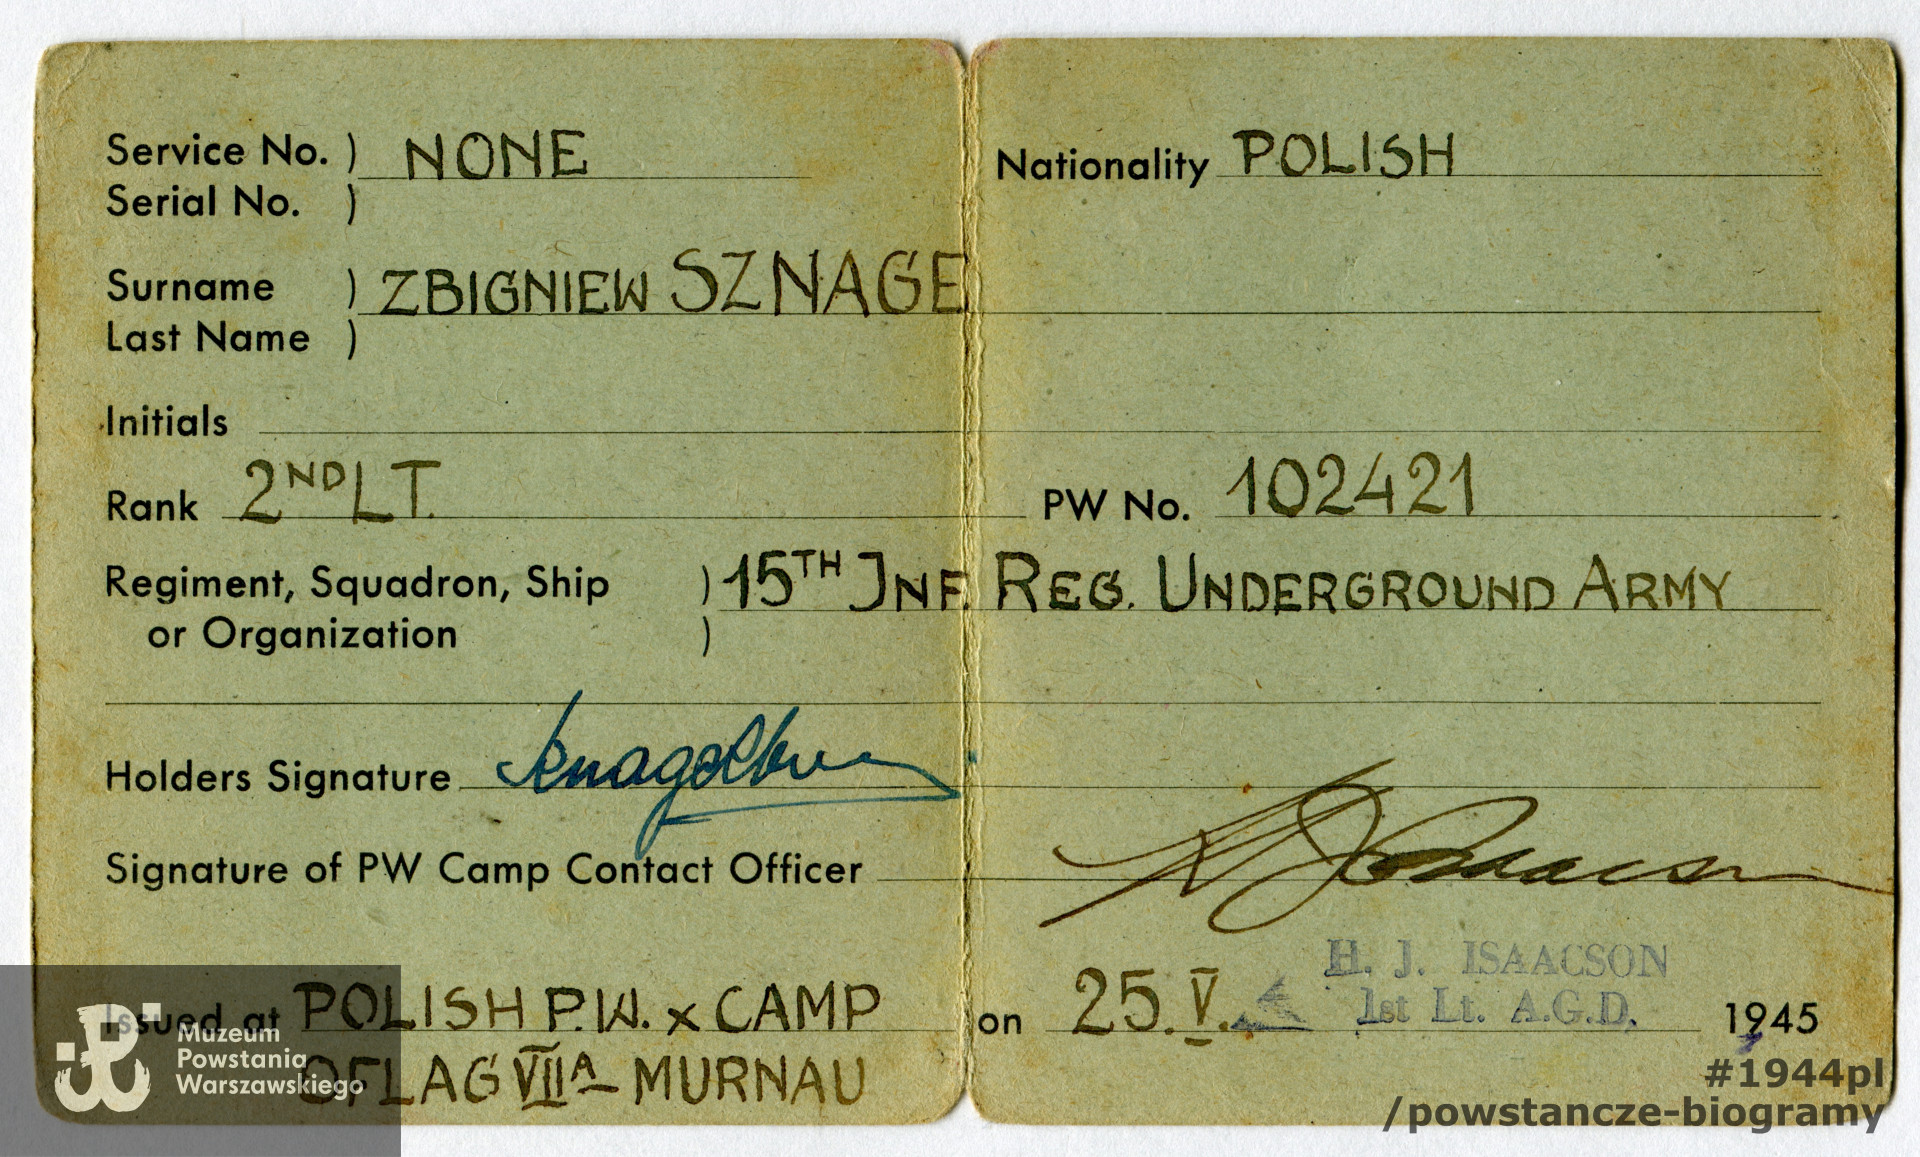 Service No. ) NONE
Serial No. )
Nationality POLISH
Surname ) ZBIGNIEW SZNAGE
Last Name )
Initials
Rank 2ND LT. PW No. 102421
Regiment, Squadron, Ship ) 15TH INF. REG. UNDERGROUND ARMY
or Organization )
Holders Signature
Signature of PW Camp Contact Officer
H. J. ISAACSON
1st Lt. A.G.D.
Issued at POLISH P.W. x CAMP on 25.V. 1945
OFLAG VIIA MURNAU
Muzeum
Powstania
Warszawskiego
#1944pl
/powstancze-biogramy